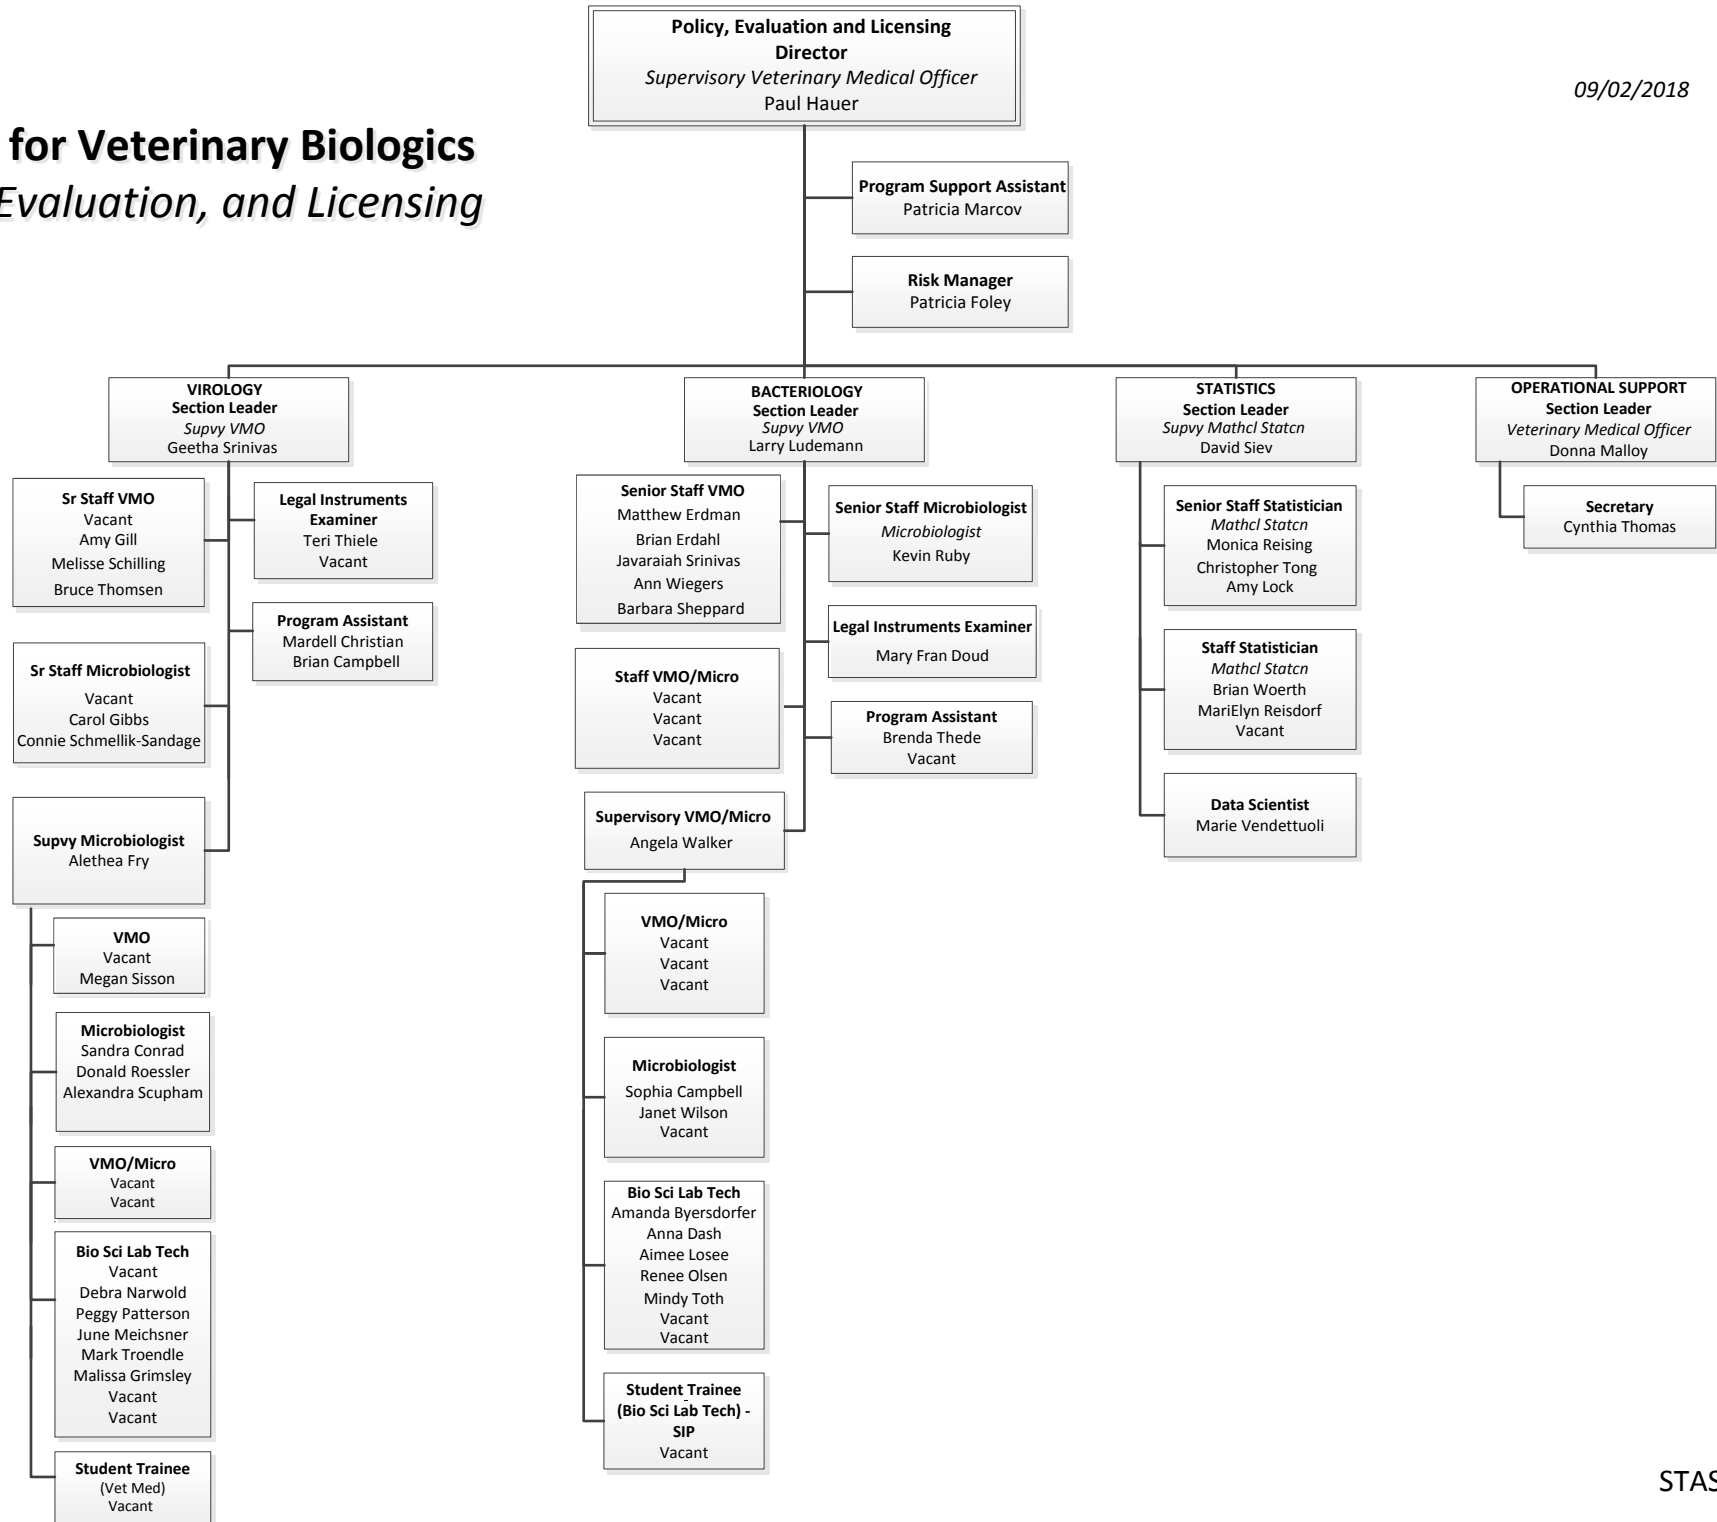 Policy, Evaluation and Licensing
Director
Supervisory Veterinary Medical Officer
Paul Hauer
09/02/2018
for Veterinary Biologics
Evaluation, and Licensing
Program Support Assistant
Patricia Marcov
Risk Manager
Patricia Foley
VIROLOGY
Section Leader
Supvy VMO
Geetha Srinivas
Sr Staff VMO
Vacant
Amy Gill
Melisse Schilling
Bruce Thomsen
Legal Instruments
Examiner
Teri Thiele
Vacant
Program Assistant
Mardell Christian
Brian Campbell
Sr Staff Microbiologist
Vacant
Carol Gibbs
Connie Schmellik-Sandage
Supvy Microbiologist
Alethea Fry
VMO
Vacant
Megan Sisson
Microbiologist
Sandra Conrad
Donald Roessler
Alexandra Scupham
VMO/Micro
Vacant
Vacant
Bio Sci Lab Tech
Vacant
Debra Narwold
Peggy Patterson
June Meichsner
Mark Troendle
Malissa Grimsley
Vacant
Vacant
Student Trainee
(Vet Med)
Vacant
BACTERIOLOGY
Section Leader
Supvy VMO
Larry Ludemann
Senior Staff VMO
Matthew Erdman
Brian Erdahl
Javaraiah Srinivas
Ann Wiegers
Barbara Sheppard
Senior Staff Microbiologist
Microbiologist
Kevin Ruby
Legal Instruments Examiner
Mary Fran Doud
Staff VMO/Micro
Vacant
Vacant
Vacant
Program Assistant
Brenda Thede
Vacant
Supervisory VMO/Micro
Angela Walker
VMO/Micro
Vacant
Vacant
Vacant
Microbiologist
Sophia Campbell
Janet Wilson
Vacant
Bio Sci Lab Tech
Amanda Byersdorfer
Anna Dash
Aimee Losee
Renee Olsen
Mindy Toth
Vacant
Vacant
Student Trainee
(Bio Sci Lab Tech) -
SIP
Vacant
STATISTICS
Section Leader
Supvy Mathcl Statcn
David Siev
Senior Staff Statistician
Mathcl Statcn
Monica Reising
Christopher Tong
Amy Lock
Staff Statistician
Mathcl Statcn
Brian Woerth
MariElyn Reisdorf
Vacant
Data Scientist
Marie Vendettuoli
OPERATIONAL SUPPORT
Section Leader
Veterinary Medical Officer
Donna Malloy
Secretary
Cynthia Thomas
STAS